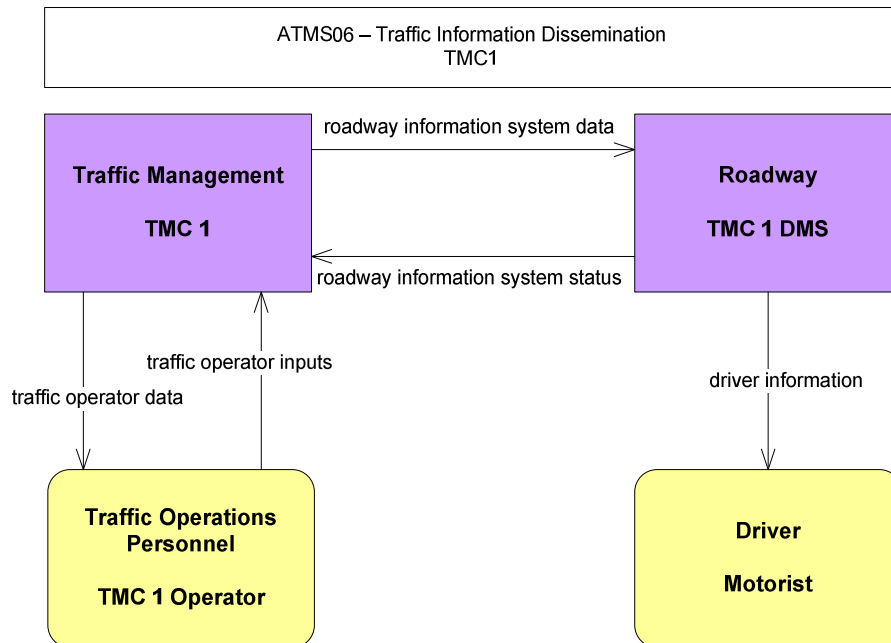 ATMS06 – Traffic Information Dissemination
TMC1
roadway information system data
Traffic Management
TMC 1
Roadway
TMC 1 DMS
roadway information system status
traffic operator inputs
traffic operator data
driver information
Traffic Operations
Personnel
TMC 1 Operator
Driver
Motorist